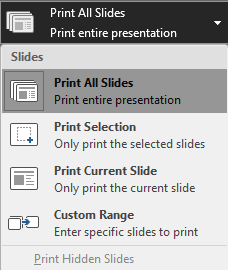 Print All Slides
Print entire presentation
Slides
Print All Slides
Print entire presentation
Print Selection
Only print the selected slides
Print Current Slide
Only print the current slide
Custom Range
Enter specific slides to print
Print Hidden Slides